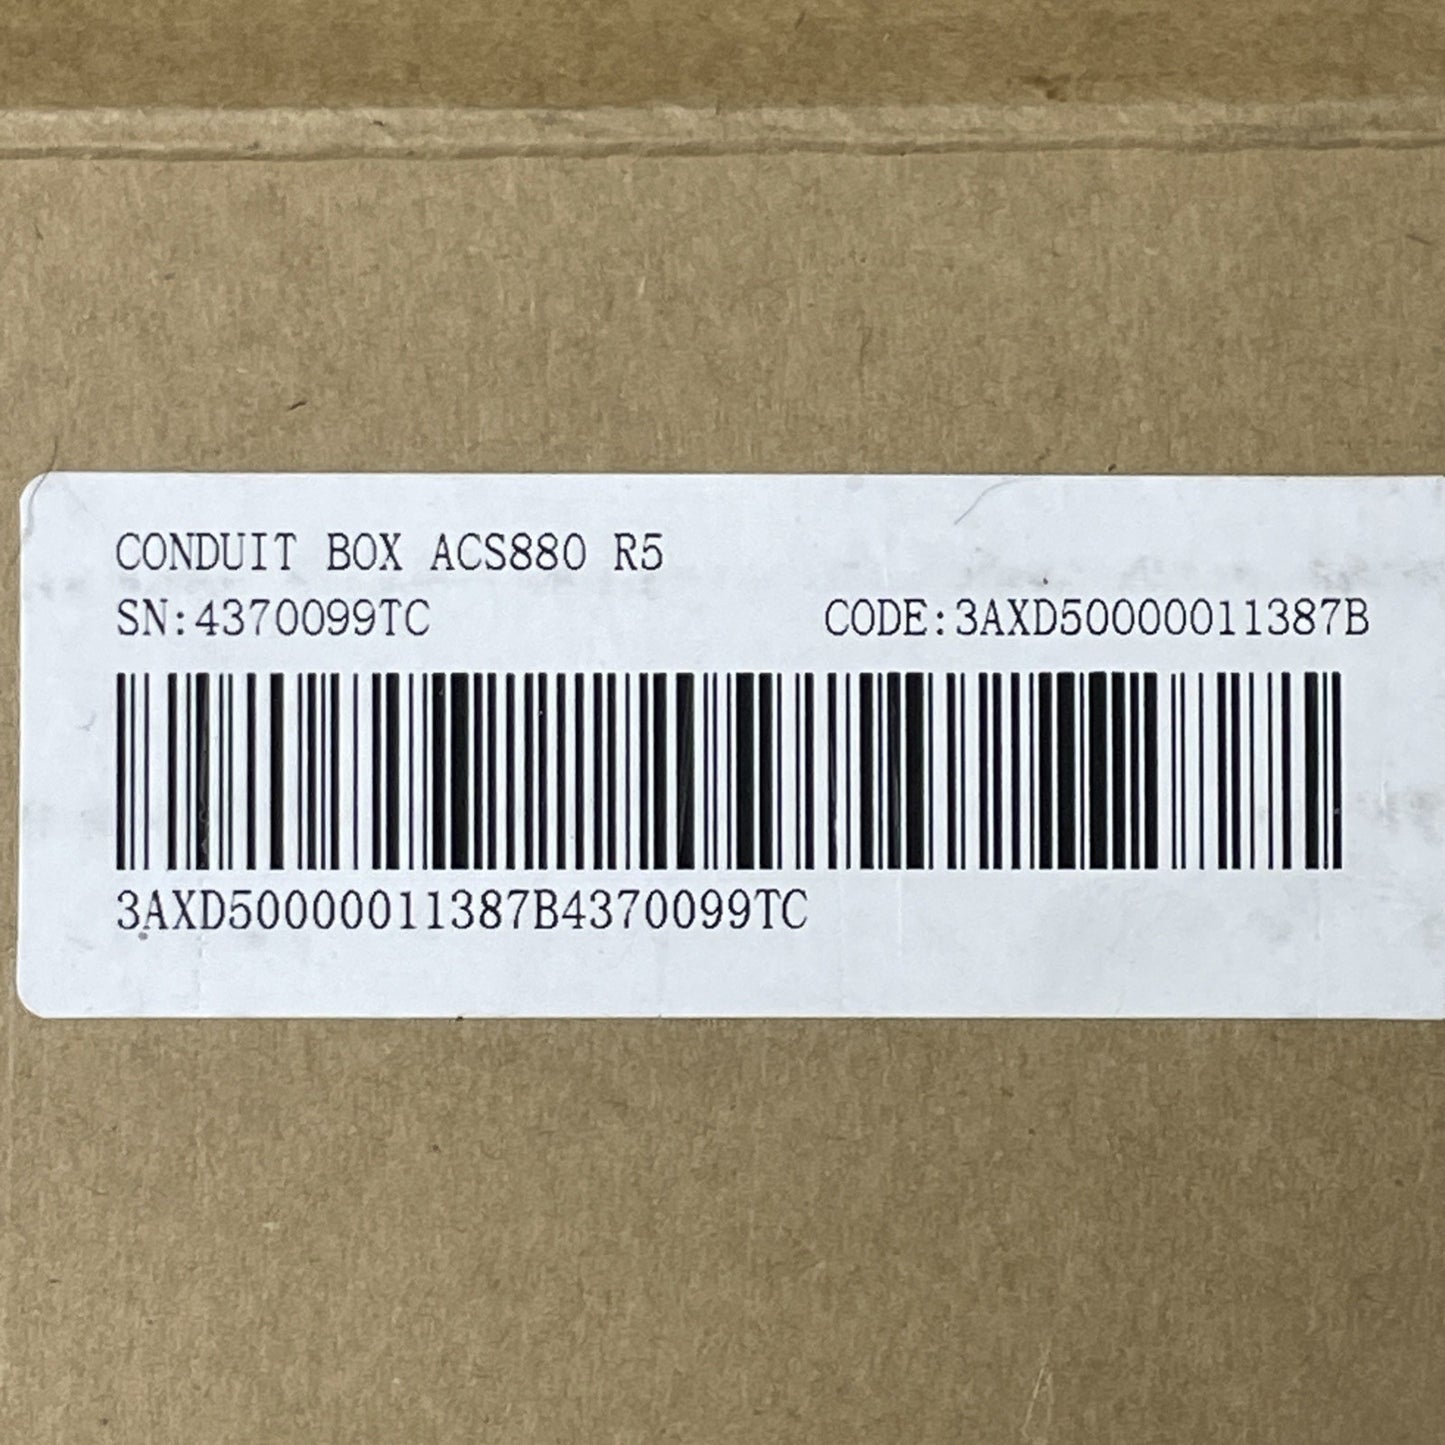 CONDUIT BOX ACS880 R5
SN:4370099TC CODE:3AXD50000011387B
3AXD50000011387B4370099TC